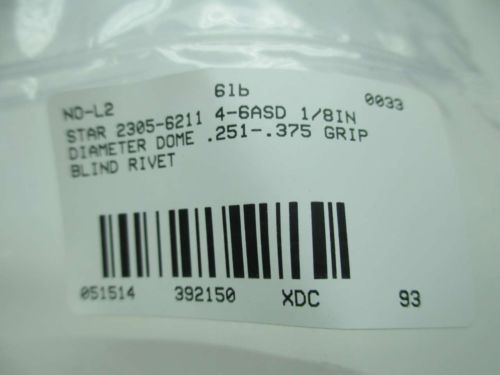 NO-L2 6lb 0033
STAR 2305-6211 4-6ASD 1/8IN
DIAMETER DOME .251-.375 GRIP
BLIND RIVET
051514 392150 XDC 93